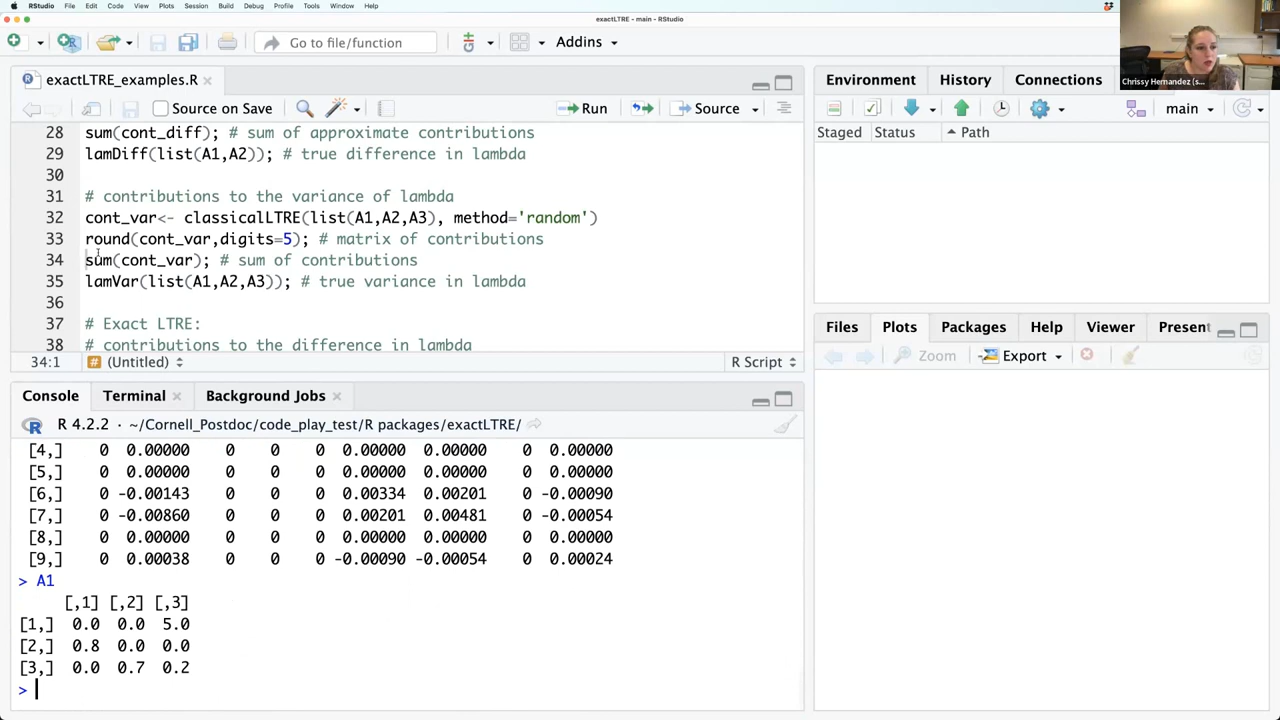 RStudio File Edit Code View Plots Session Build Debug Profile Tools Window Help
exactLTRE - main - RStudio
Go to file/function Addins
Chrissy Hernandez (s...
exactLTRE_examples.R
Source on Save Run Source
28 sum(cont_diff); # sum of approximate contributions
29 lamDiff(list(A1,A2)); # true difference in lambda
30
31 # contributions to the variance of lambda
32 cont_var<- classicalLTRE(list(A1,A2,A3), method='random')
33 round(cont_var,digits=5); # matrix of contributions
34 sum(cont_var); # sum of contributions
35 lamVar(list(A1,A2,A3)); # true variance in lambda
36
37 # Exact LTRE:
38 # contributions to the difference in lambda
34:1 (Untitled) R Script
Console Terminal Background Jobs
R 4.2.2 · ~/Cornell_Postdoc/code_play_test/R packages/exactLTRE/
[4,] 0 0.00000 0 0 0 0.00000 0.00000 0 0.00000
[5,] 0 0.00000 0 0 0 0.00000 0.00000 0 0.00000
[6,] 0 -0.00143 0 0 0 0.00334 0.00201 0 -0.00090
[7,] 0 -0.00860 0 0 0 0.00201 0.00481 0 -0.00054
[8,] 0 0.00000 0 0 0 0.00000 0.00000 0 0.00000
[9,] 0 0.00038 0 0 0 -0.00090 -0.00054 0 0.00024
> A1
[,1] [,2] [,3]
[1,] 0.0 0.0 5.0
[2,] 0.8 0.0 0.0
[3,] 0.0 0.7 0.2
>
Environment History Connections
main
Staged Status Path
Files Plots Packages Help Viewer Present
Zoom Export